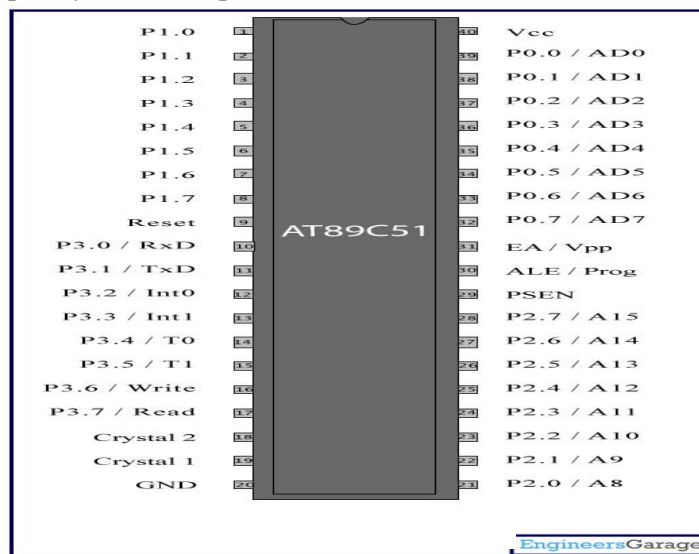 P1.0 1 40 Vcc
P1.1 2 39 P0.0 / AD0
P1.2 3 38 P0.1 / AD1
P1.3 4 37 P0.2 / AD2
P1.4 5 36 P0.3 / AD3
P1.5 6 35 P0.4 / AD4
P1.6 7 34 P0.5 / AD5
P1.7 8 33 P0.6 / AD6
Reset 9 32 P0.7 / AD7
AT89C51
P3.0 / RxD 10 31 EA / Vpp
P3.1 / TxD 11 30 ALE / Prog
P3.2 / Int0 12 29 PSEN
P3.3 / Int1 13 28 P2.7 / A15
P3.4 / T0 14 27 P2.6 / A14
P3.5 / T1 15 26 P2.5 / A13
P3.6 / Write 16 25 P2.4 / A12
P3.7 / Read 17 24 P2.3 / A11
Crystal 2 18 23 P2.2 / A10
Crystal 1 19 22 P2.1 / A9
GND 20 21 P2.0 / A8
EngineersGarage